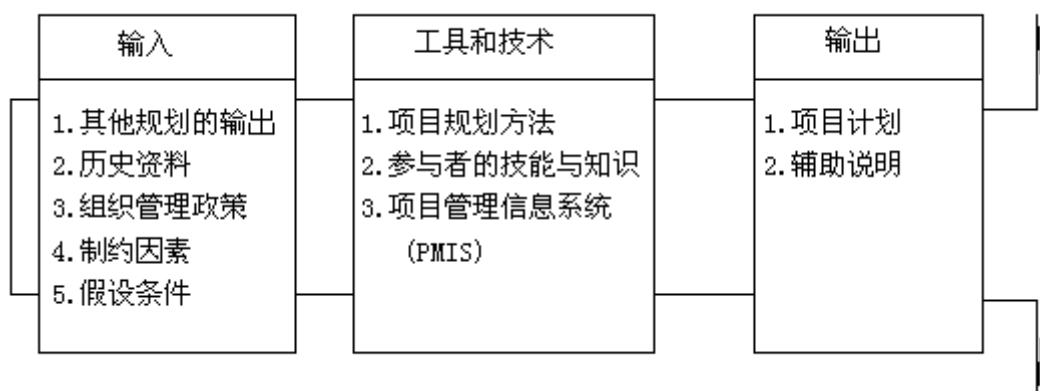 输入
1.其他规划的输出
2.历史资料
3.组织管理政策
4.制约因素
5.假设条件
工具和技术
1.项目规划方法
2.参与者的技能与知识
3.项目管理信息系统
(PMIS)
输出
1.项目计划
2.辅助说明